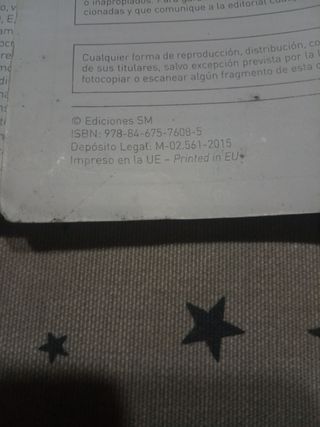 o inapropiados. Para
cionadas y que comunique a la editorial
Cualquier forma de reproducción, distribución,
de sus titulares, salvo excepción prevista por la
fotocopiar o escanear algún fragmento de esta
© Ediciones SM
ISBN: 978-84-675-7608-5
Depósito Legal: M-02.561-2015
Impreso en la UE – Printed in EU